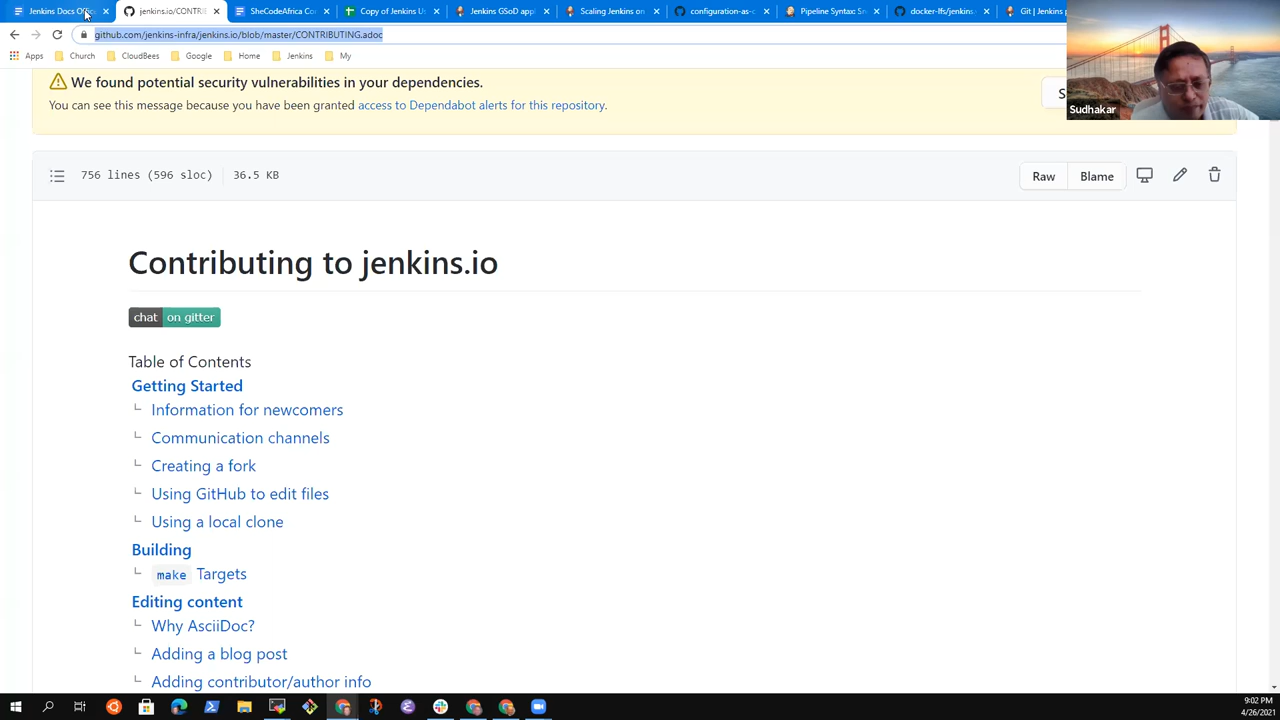 Jenkins Docs Offic
jenkins.io/CONTRIB
SheCodeAfrica Con
Copy of Jenkins Us
Jenkins GSoD appl
Scaling Jenkins on
configuration-as-c
Pipeline Syntax: Sn
docker-lfs/jenkins.
Git | Jenkins p
github.com/jenkins-infra/jenkins.io/blob/master/CONTRIBUTING.adoc
Apps
Church
CloudBees
Google
Home
Jenkins
My
We found potential security vulnerabilities in your dependencies.
You can see this message because you have been granted access to Dependabot alerts for this repository.
S
Sudhakar
756 lines (596 sloc)
36.5 KB
Raw
Blame
Contributing to jenkins.io
chat on gitter
Table of Contents
Getting Started
Information for newcomers
Communication channels
Creating a fork
Using GitHub to edit files
Using a local clone
Building
make Targets
Editing content
Why AsciiDoc?
Adding a blog post
Adding contributor/author info
9:02 PM
4/26/2021